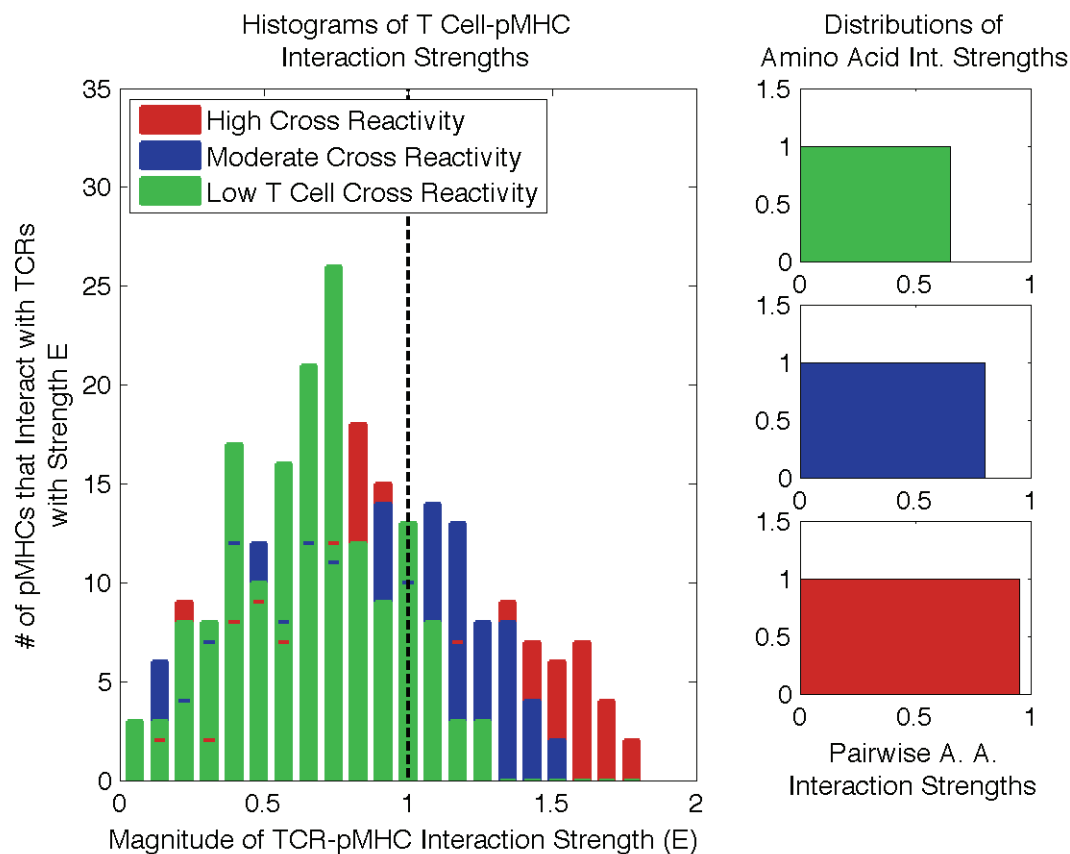 Histograms of T Cell-pMHC
Interaction Strengths
35
30
25
20
15
10
5
0
# of pMHCs that Interact with TCRs
with Strength E
High Cross Reactivity
Moderate Cross Reactivity
Low T Cell Cross Reactivity
0 0.5 1 1.5 2
Magnitude of TCR-pMHC Interaction Strength (E)
Distributions of
Amino Acid Int. Strengths
1.5
1
0.5
1
0 0.5 1
1.5
1
0.5
1
0 0.5 1
1.5
1
0.5
0
0 0.5 1
Pairwise A. A.
Interaction Strengths